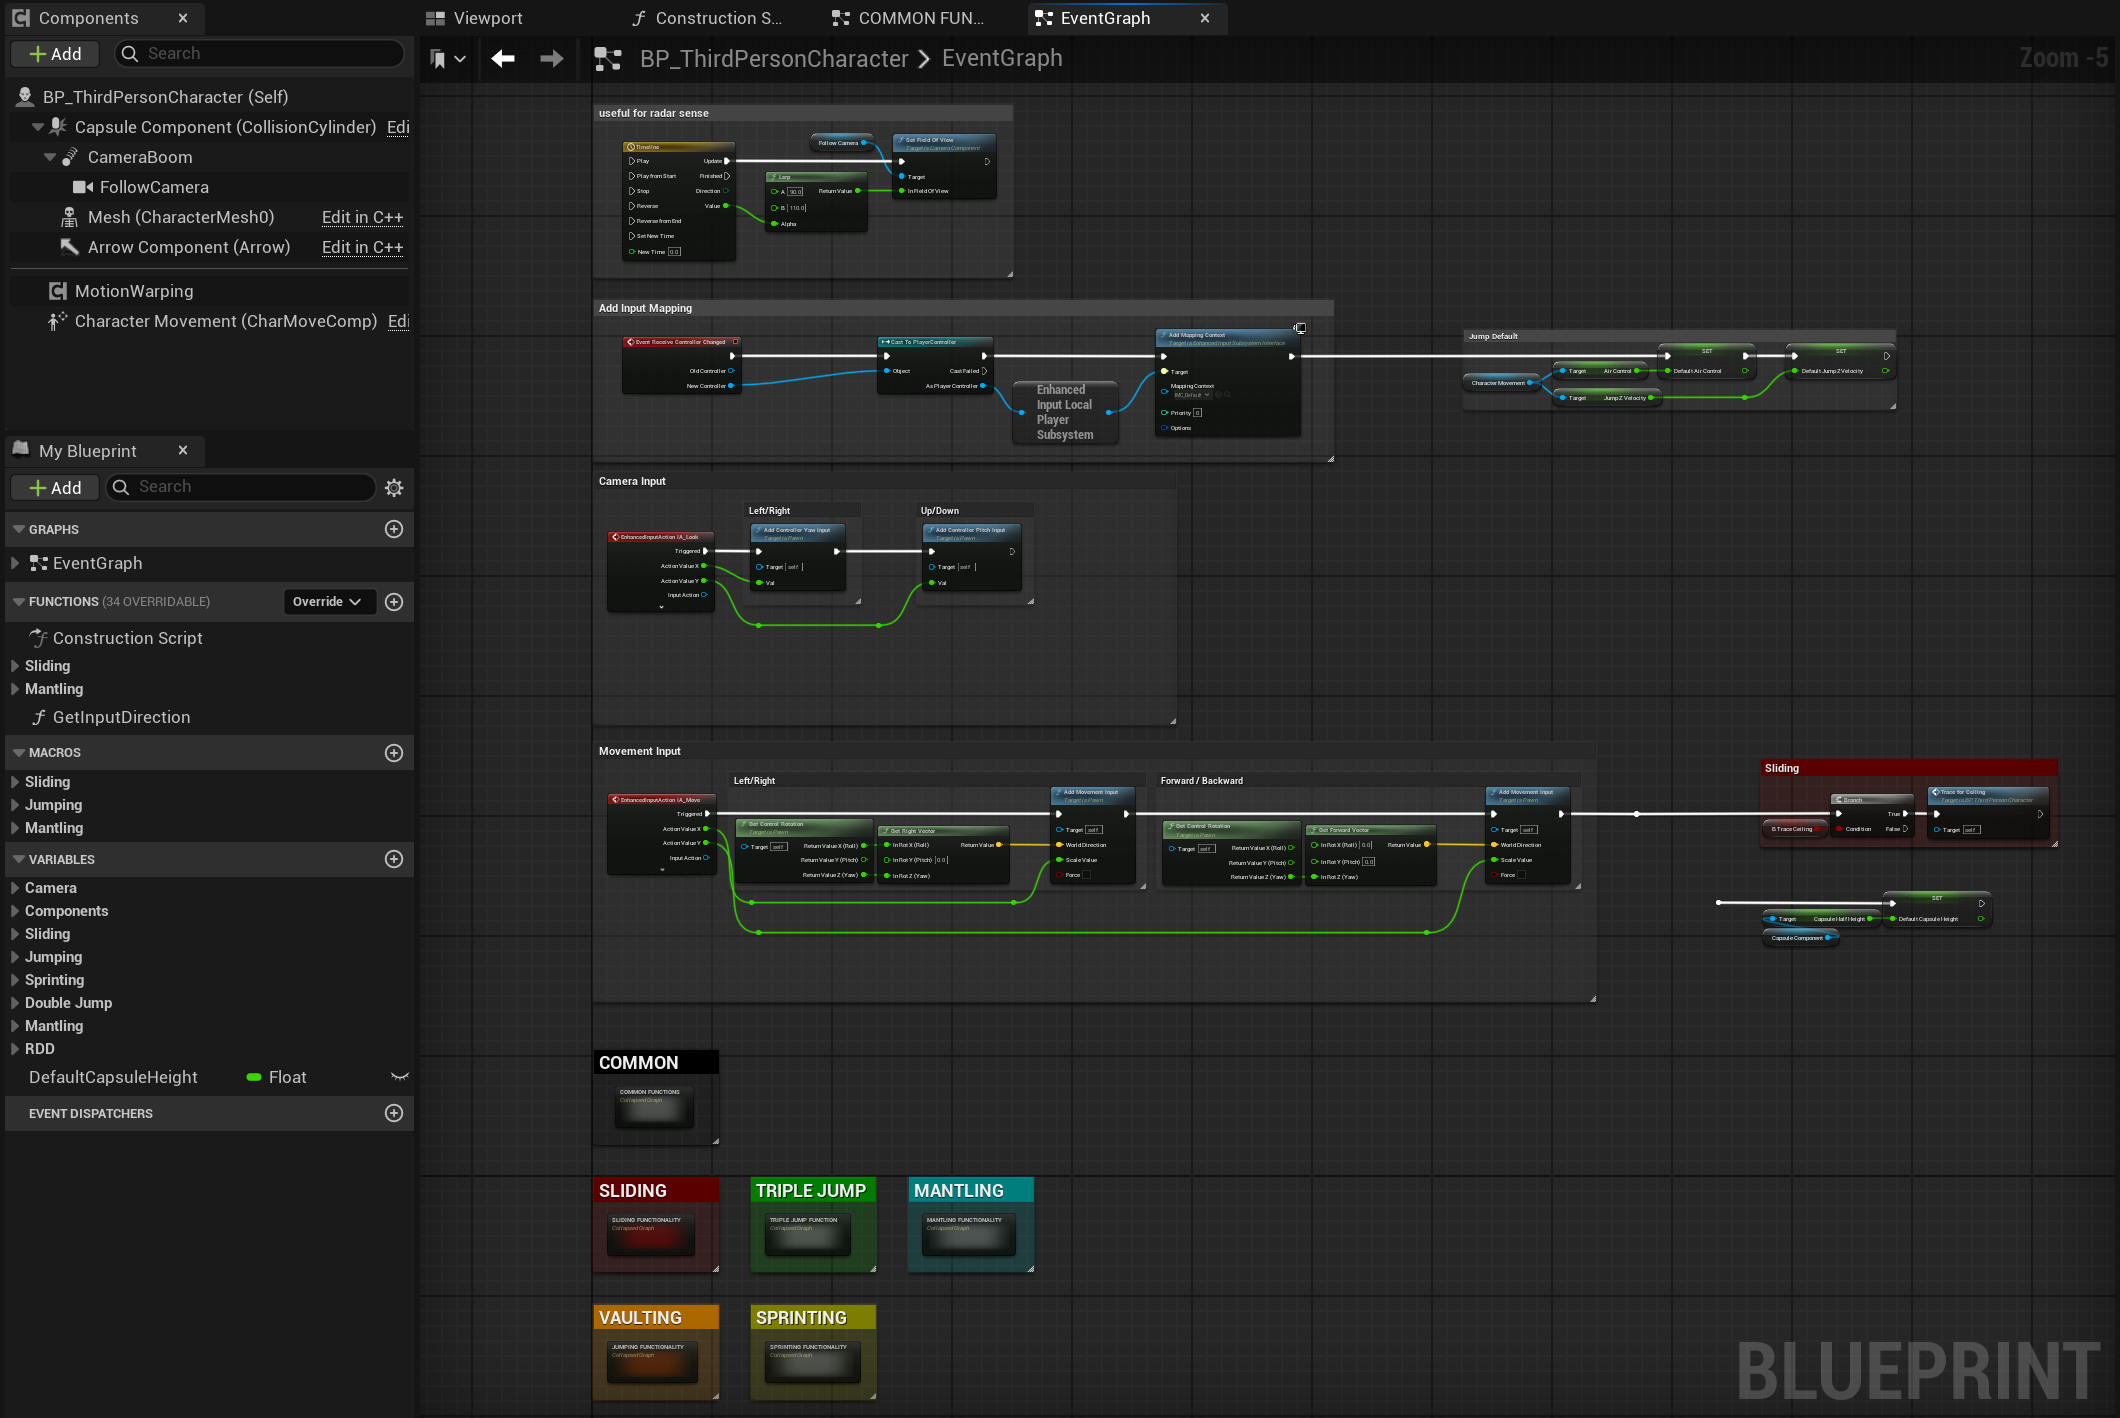 Components
Add
Search
BP_ThirdPersonCharacter (Self)
Capsule Component (CollisionCylinder) Edi
CameraBoom
FollowCamera
Mesh (CharacterMesh0) Edit in C++
Arrow Component (Arrow) Edit in C++
MotionWarping
Character Movement (CharMoveComp) Edi
My Blueprint
Add
Search
GRAPHS
EventGraph
FUNCTIONS (34 OVERRIDABLE) Override
Construction Script
Sliding
Mantling
GetInputDirection
MACROS
Sliding
Jumping
Mantling
VARIABLES
Camera
Components
Sliding
Jumping
Sprinting
Double Jump
Mantling
RDD
DefaultCapsuleHeight Float
EVENT DISPATCHERS
Viewport
Construction S...
COMMON FUN...
EventGraph
BP_ThirdPersonCharacter > EventGraph
Zoom -5
useful for radar sense
Timeline
Play Update
Play from Start Finished
Stop Direction
Reverse Value
Reverse from End
Set New Time
New Time 0.0
Lerp
A 90.0 Return Value
B 110.0
Alpha
Follow Camera
Set Field Of View
Target is Camera Component
Target
In Field Of View
Add Input Mapping
Event Receive Controller Changed
Old Controller
New Controller
Cast To PlayerController
Object Cast Failed
As Player Controller
Enhanced
Input Local
Player
Subsystem
Add Mapping Context
Target is Enhanced Input Subsystem Interface
Target
Mapping Context
IMC_Default
Priority 0
Options
Jump Default
Character Movement
Target Air Control
Target Jump Z Velocity
SET
Default Air Control
SET
Default Jump Z Velocity
Camera Input
EnhancedInputAction IA_Look
Triggered
Action Value X
Action Value Y
Input Action
Left/Right
Add Controller Yaw Input
Target is Pawn
Target self
Val
Up/Down
Add Controller Pitch Input
Target is Pawn
Target self
Val
Movement Input
EnhancedInputAction IA_Move
Triggered
Action Value X
Action Value Y
Input Action
Left/Right
Get Control Rotation
Target is Pawn
Target self Return Value X (Roll)
Return Value Y (Pitch)
Return Value Z (Yaw)
Get Right Vector
In Rot X (Roll) Return Value
In Rot Y (Pitch) 0.0
In Rot Z (Yaw)
Add Movement Input
Target is Pawn
Target self
World Direction
Scale Value
Force
Forward / Backward
Get Control Rotation
Target is Pawn
Target self Return Value X (Roll)
Return Value Y (Pitch)
Return Value Z (Yaw)
Get Forward Vector
In Rot X (Roll) 0.0 Return Value
In Rot Y (Pitch) 0.0
In Rot Z (Yaw)
Add Movement Input
Target is Pawn
Target self
World Direction
Scale Value
Force
Sliding
B Trace Ceiling
Branch
True
Condition False
Trace for Ceiling
Target is BP Third Person Character
Target self
Target Capsule Half Height
Capsule Component
SET
Default Capsule Height
COMMON
COMMON FUNCTIONS
Collapsed Graph
SLIDING
SLIDING FUNCTIONALITY
Collapsed Graph
TRIPLE JUMP
TRIPLE JUMP FUNCTION
Collapsed Graph
MANTLING
MANTLING FUNCTIONALITY
Collapsed Graph
VAULTING
JUMPING FUNCTIONALITY
Collapsed Graph
SPRINTING
SPRINTING FUNCTIONALITY
Collapsed Graph
BLUEPRINT